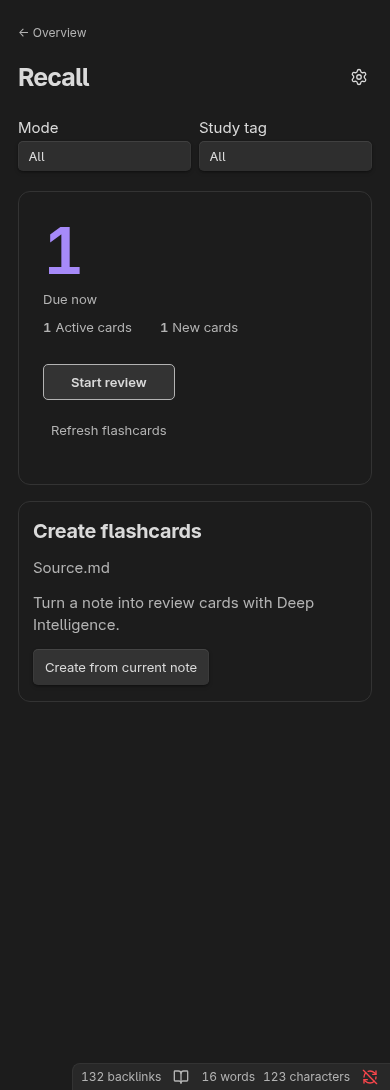 ← Overview
Recall
Mode Study tag
All All
1
Due now
1 Active cards 1 New cards
Start review
Refresh flashcards
Create flashcards
Source.md
Turn a note into review cards with Deep
Intelligence.
Create from current note
132 backlinks 16 words 123 characters